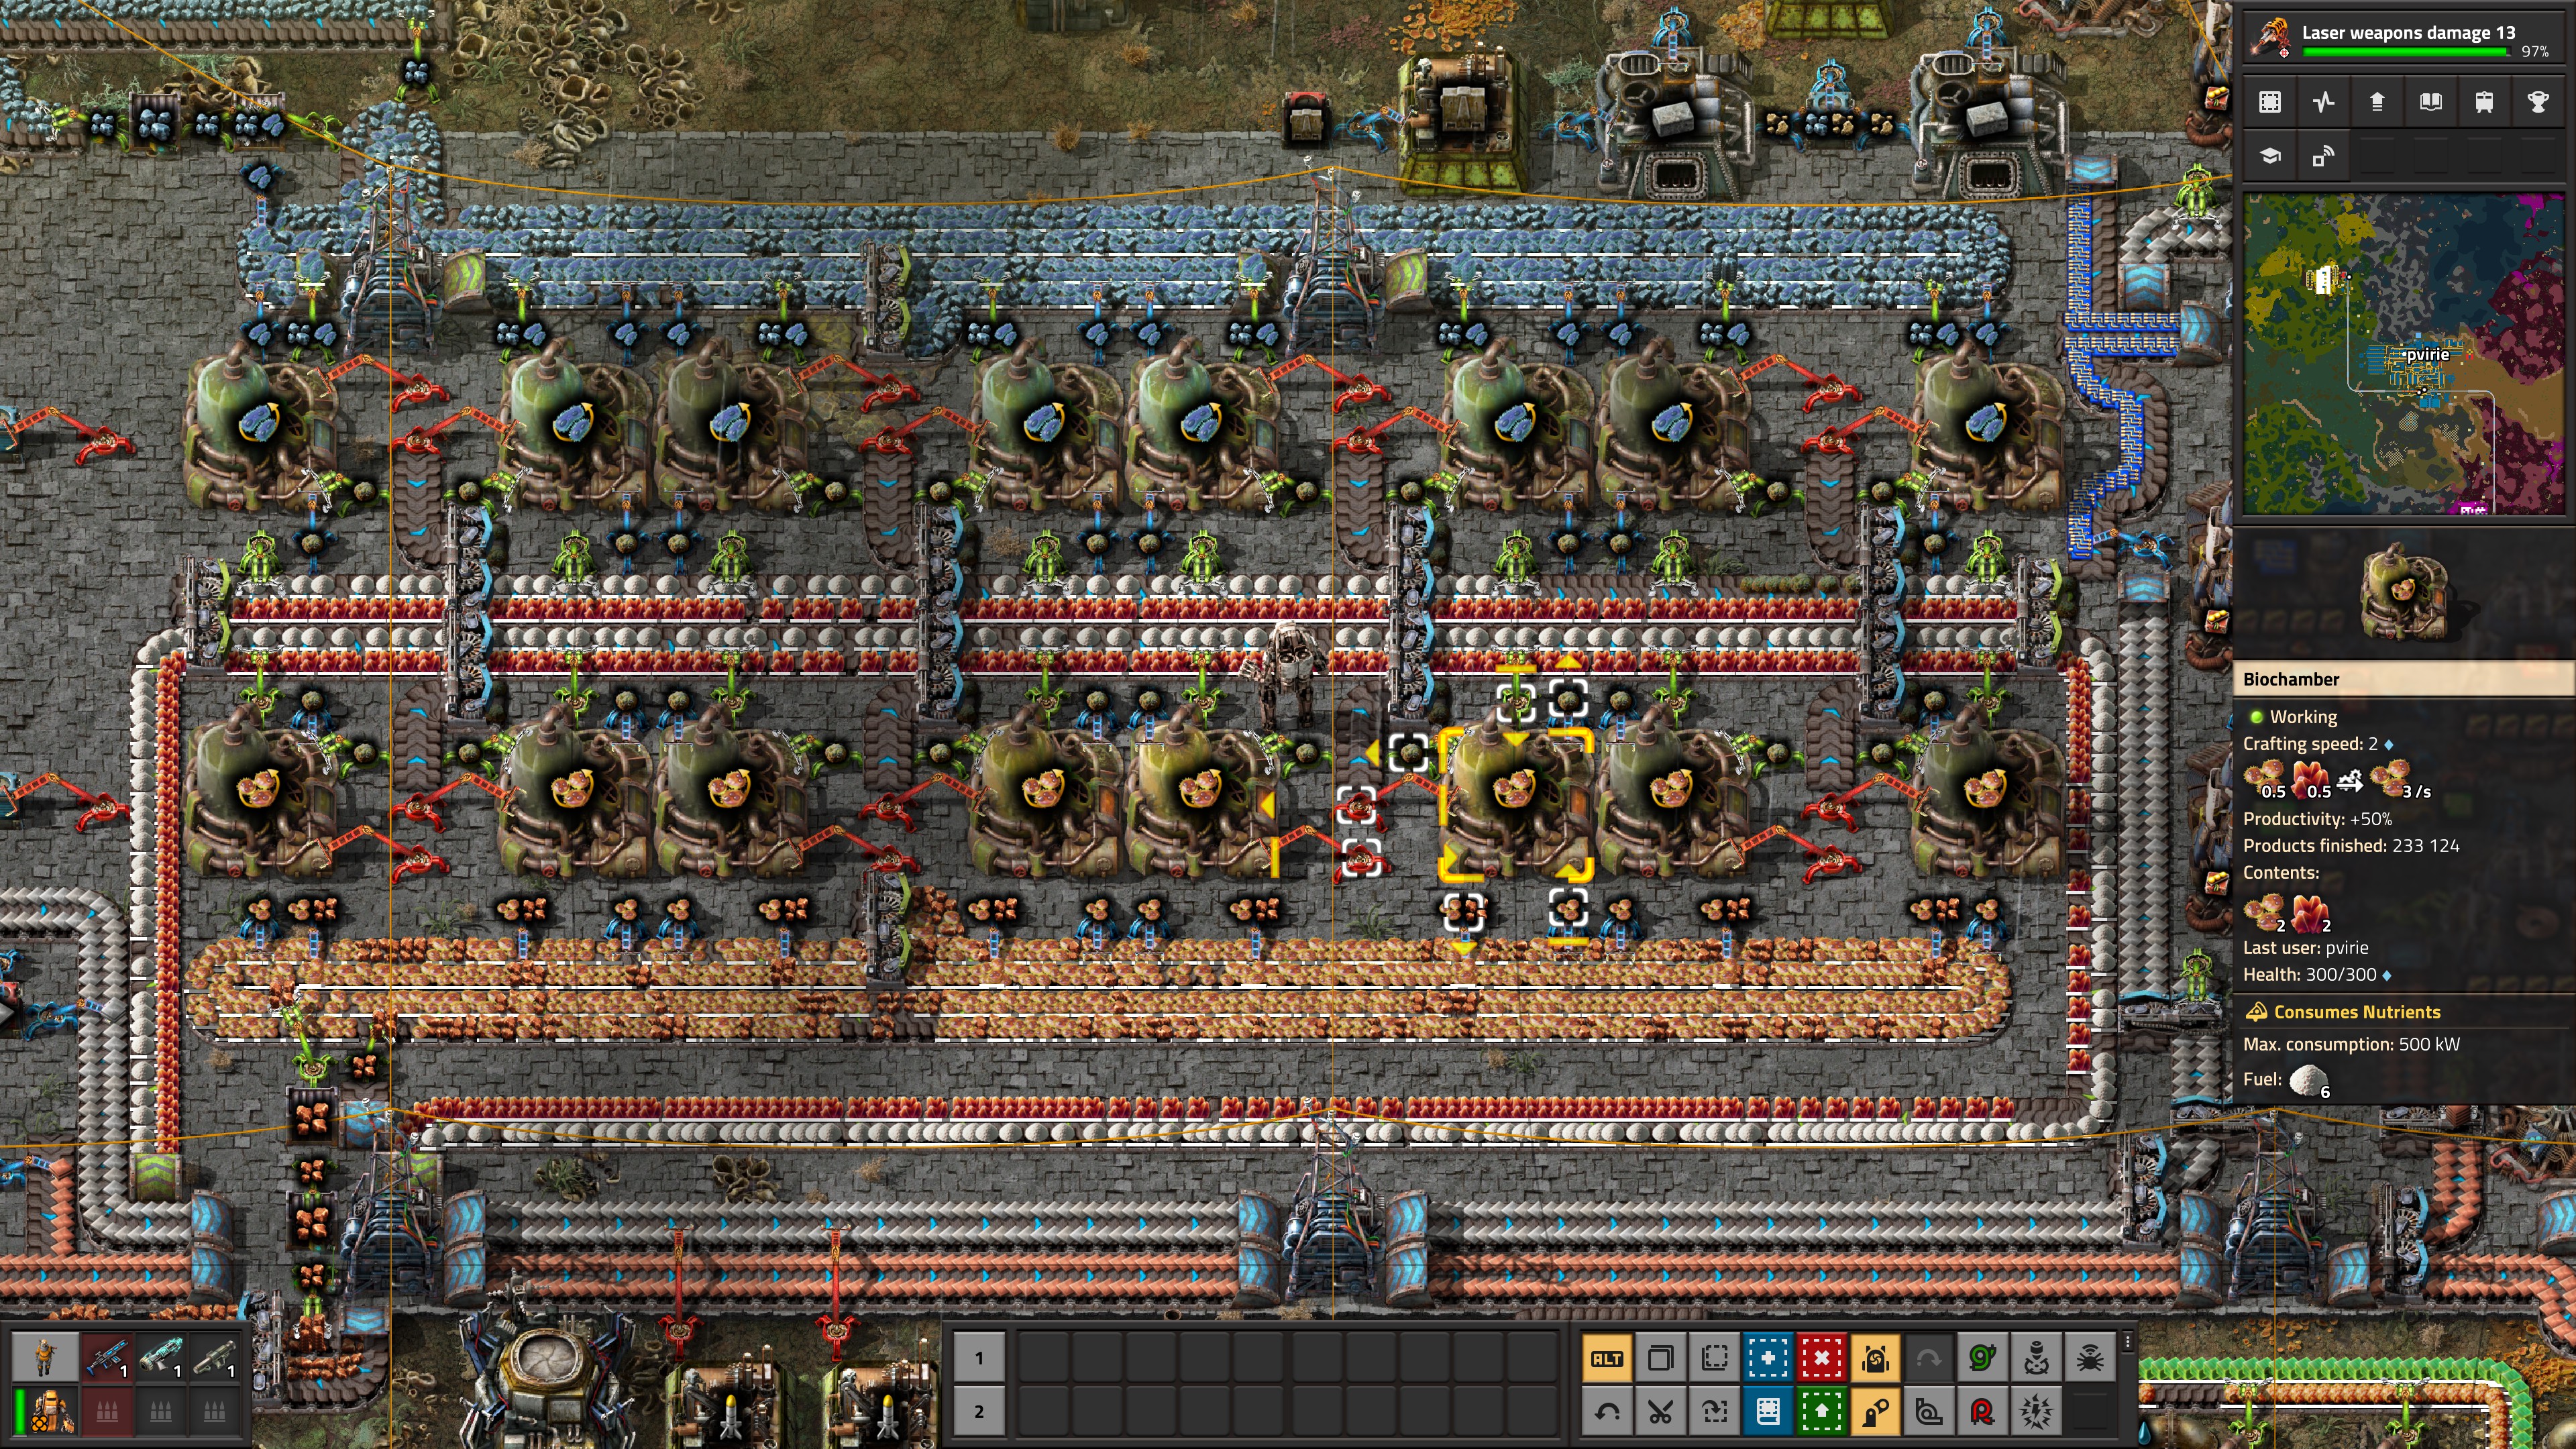 Laser weapons damage 13
97%
pvirie
Biochamber
Working
Crafting speed: 2
0.5 0.5 3 /s
Productivity: +50%
Products finished: 233 124
Contents:
2 2
Last user: pvirie
Health: 300/300
Consumes Nutrients
Max. consumption: 500 kW
Fuel: 6
1 1 1
1
2
ALT